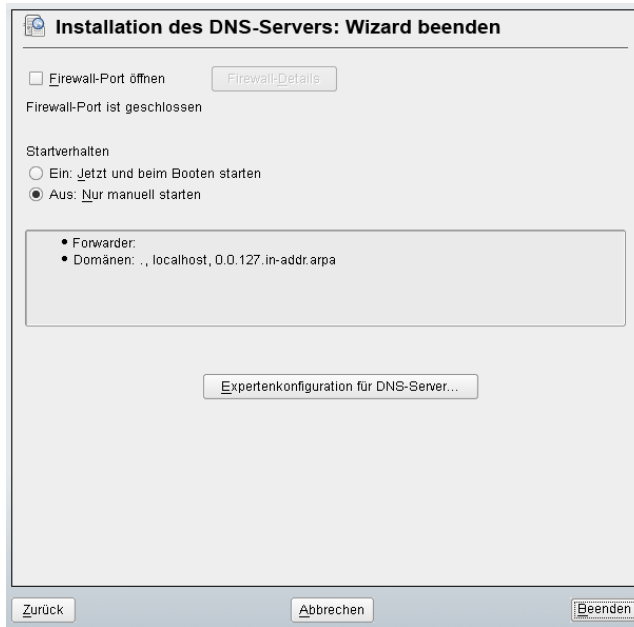 Installation des DNS-Servers: Wizard beenden
Firewall-Port öffnen Firewall-Details
Firewall-Port ist geschlossen
Startverhalten
Ein: Jetzt und beim Booten starten
Aus: Nur manuell starten
• Forwarder:
• Domänen: ., localhost, 0.0.127.in-addr.arpa
Expertenkonfiguration für DNS-Server...
Zurück Abbrechen Beenden